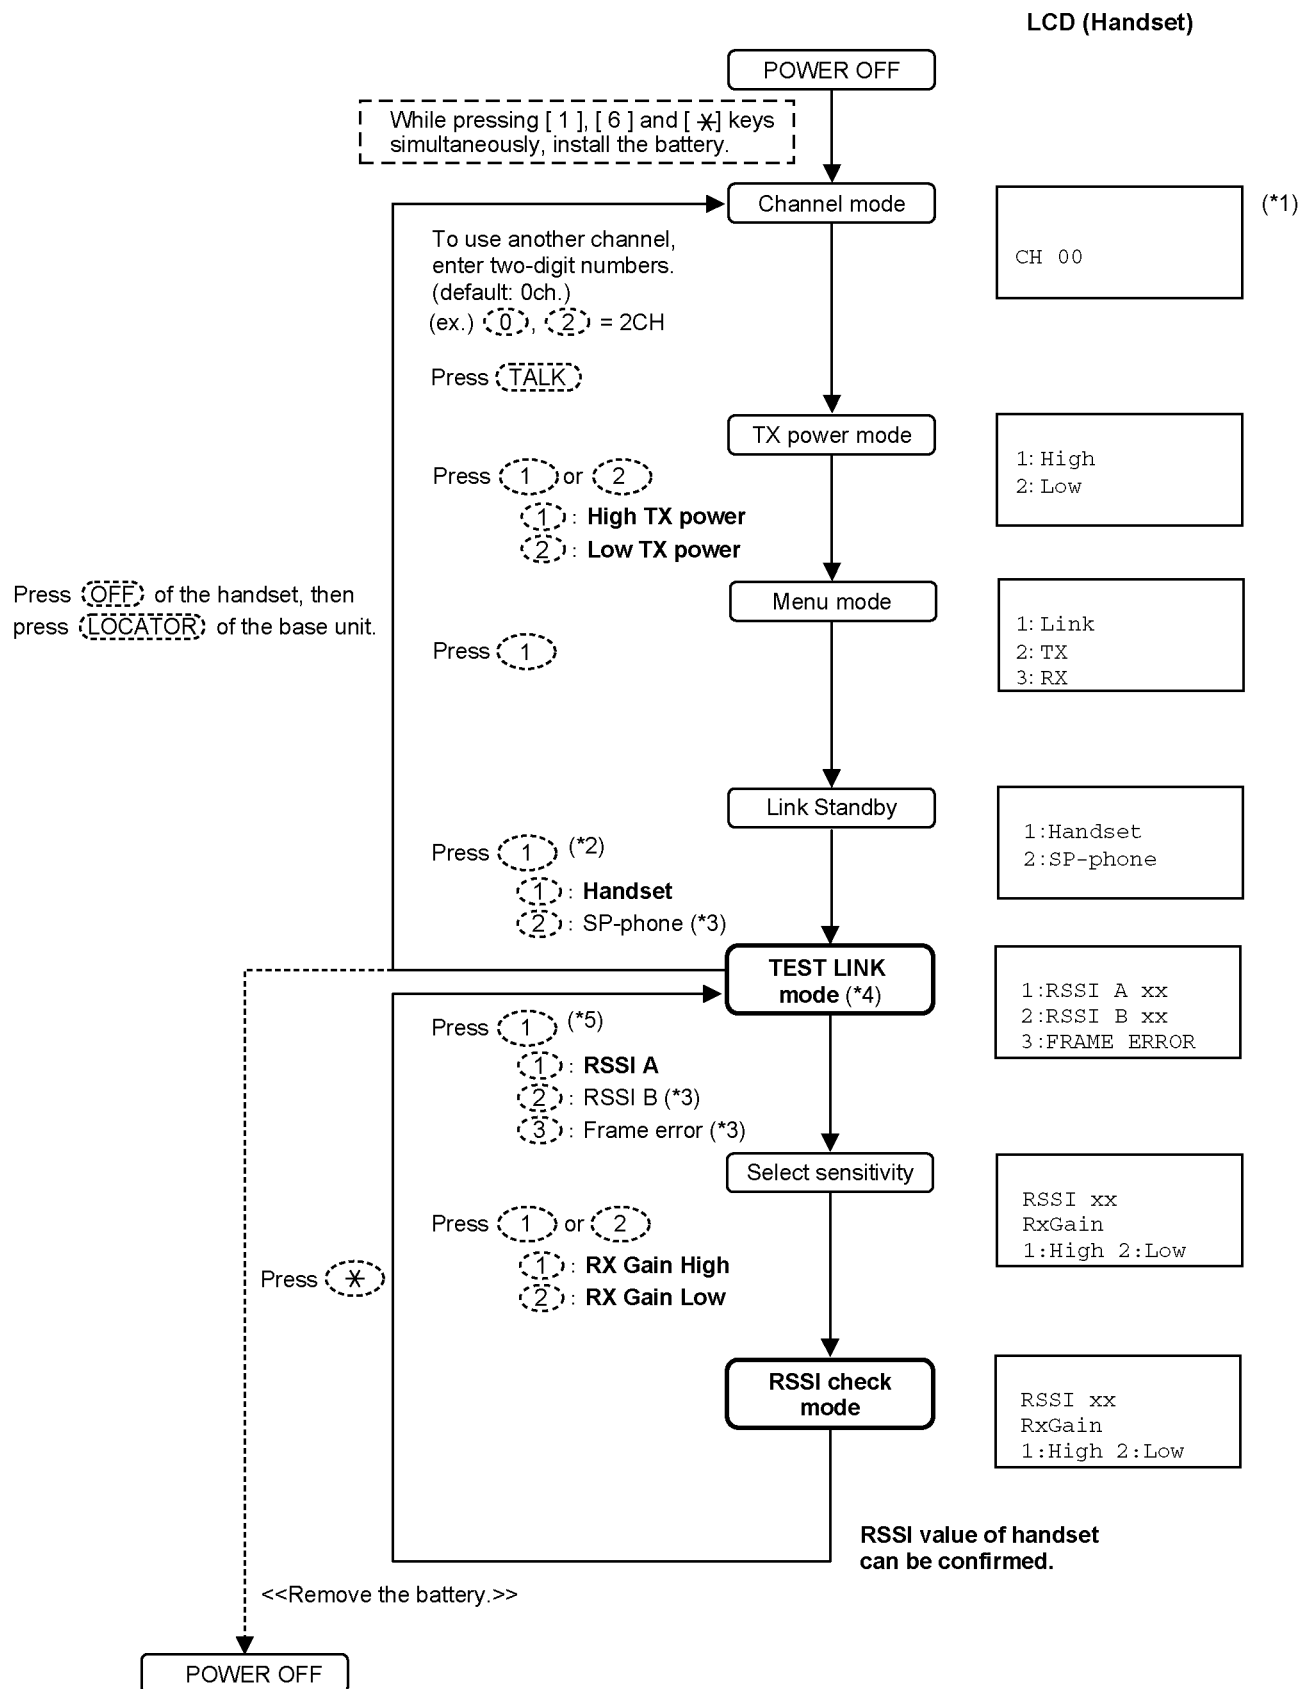 LCD (Handset)
POWER OFF
While pressing [ 1 ], [ 6 ] and [ * ] keys
simultaneously, install the battery.
Channel mode
(*1)
CH 00
To use another channel,
enter two-digit numbers.
(default: 0ch.)
(ex.) 0, 2 = 2CH
Press TALK
TX power mode
1: High
2: Low
Press 1 or 2
1 : High TX power
2 : Low TX power
Press OFF of the handset, then
press LOCATOR of the base unit.
Menu mode
1: Link
2: TX
3: RX
Press 1
Link Standby
1:Handset
2:SP-phone
Press 1 (*2)
1 : Handset
2 : SP-phone (*3)
TEST LINK
mode (*4)
1:RSSI A xx
2:RSSI B xx
3:FRAME ERROR
Press 1 (*5)
1 : RSSI A
2 : RSSI B (*3)
3 : Frame error (*3)
Select sensitivity
RSSI xx
RxGain
1:High 2:Low
Press 1 or 2
1 : RX Gain High
2 : RX Gain Low
Press *
RSSI check
mode
RSSI xx
RxGain
1:High 2:Low
RSSI value of handset
can be confirmed.
<<Remove the battery.>>
POWER OFF